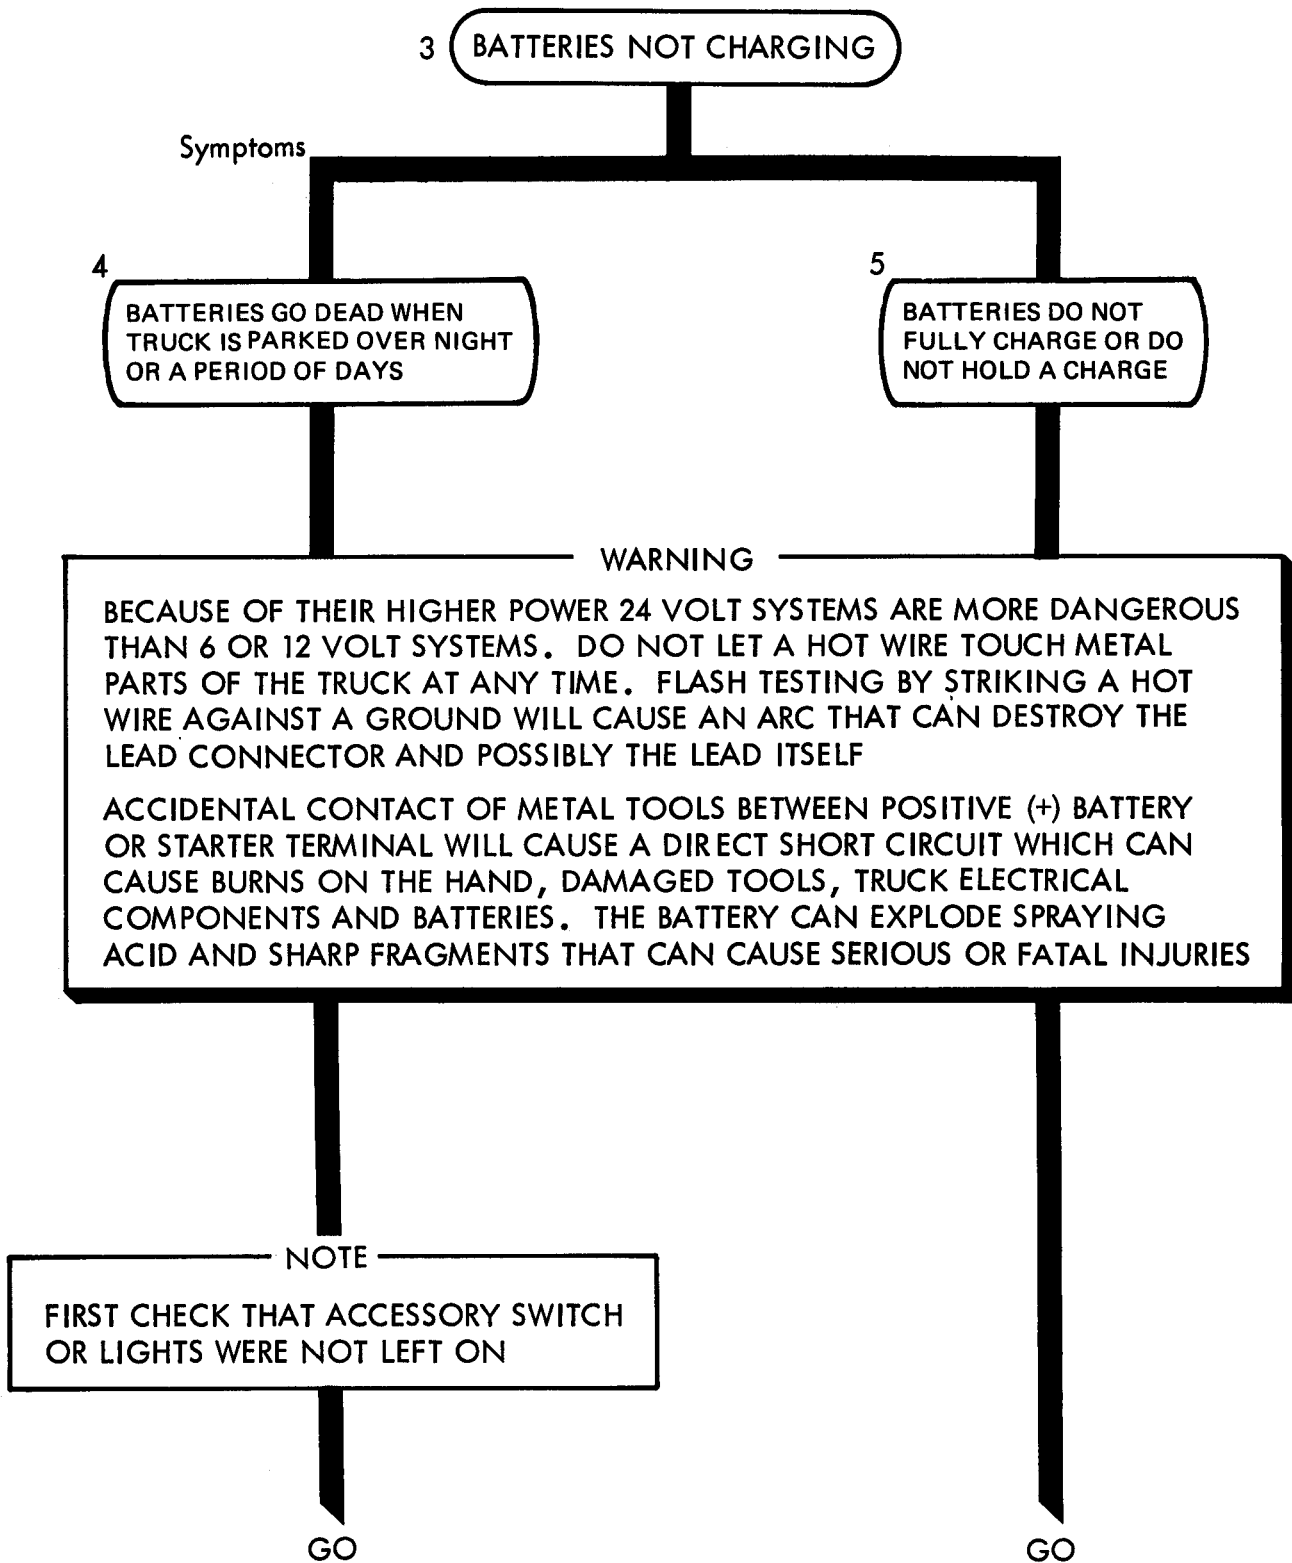 3 BATTERIES NOT CHARGING
Symptoms
4
BATTERIES GO DEAD WHEN
TRUCK IS PARKED OVER NIGHT
OR A PERIOD OF DAYS
5
BATTERIES DO NOT
FULLY CHARGE OR DO
NOT HOLD A CHARGE
WARNING
BECAUSE OF THEIR HIGHER POWER 24 VOLT SYSTEMS ARE MORE DANGEROUS
THAN 6 OR 12 VOLT SYSTEMS. DO NOT LET A HOT WIRE TOUCH METAL
PARTS OF THE TRUCK AT ANY TIME. FLASH TESTING BY STRIKING A HOT
WIRE AGAINST A GROUND WILL CAUSE AN ARC THAT CAN DESTROY THE
LEAD CONNECTOR AND POSSIBLY THE LEAD ITSELF
ACCIDENTAL CONTACT OF METAL TOOLS BETWEEN POSITIVE (+) BATTERY
OR STARTER TERMINAL WILL CAUSE A DIRECT SHORT CIRCUIT WHICH CAN
CAUSE BURNS ON THE HAND, DAMAGED TOOLS, TRUCK ELECTRICAL
COMPONENTS AND BATTERIES. THE BATTERY CAN EXPLODE SPRAYING
ACID AND SHARP FRAGMENTS THAT CAN CAUSE SERIOUS OR FATAL INJURIES
NOTE
FIRST CHECK THAT ACCESSORY SWITCH
OR LIGHTS WERE NOT LEFT ON
GO
GO